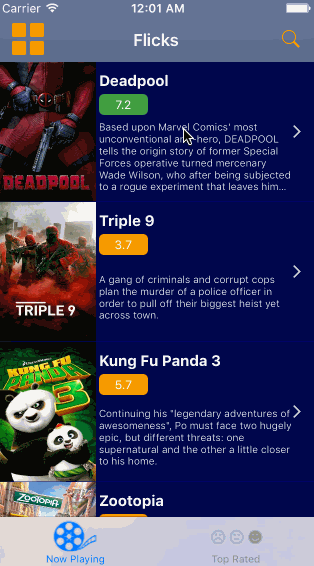 Carrier 12:01 AM
Flicks
Deadpool
7.2
Based upon Marvel Comics' most
unconventional anti-hero, DEADPOOL
tells the origin story of former Special
Forces operative turned mercenary
Wade Wilson, who after being subjected
to a rogue experiment that leaves him...
DEADPOOL
Triple 9
3.7
A gang of criminals and corrupt cops
plan the murder of a police officer in
order to pull off their biggest heist yet
across town.
TRIPLE 9
Kung Fu Panda 3
5.7
Continuing his "legendary adventures of
awesomeness", Po must face two hugely
epic, but different threats: one
supernatural and the other a little closer
to his home.
KUNG FU
PANDA
3
Zootopia
ZOOTOPIA
Now Playing
Top Rated